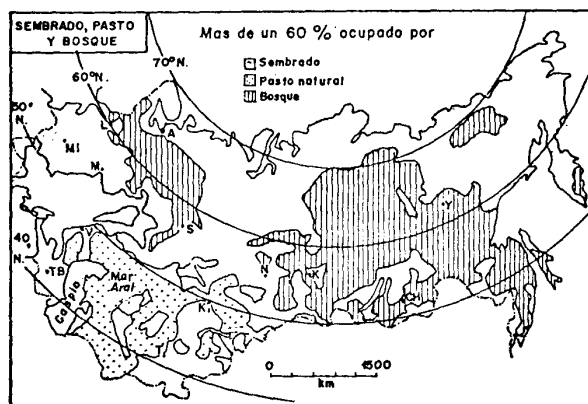 SEMBRADO, PASTO
Y BOSQUE
Mas de un 60 % ocupado por
Sembrado
Pasto natural
Bosque
70°N.
60°N.
50°
N.
40
N.
L
A
MI
M.
S
V
TB
Mar
Aral
Caspio
K
T
N
K
Y
CH
0 1500
km